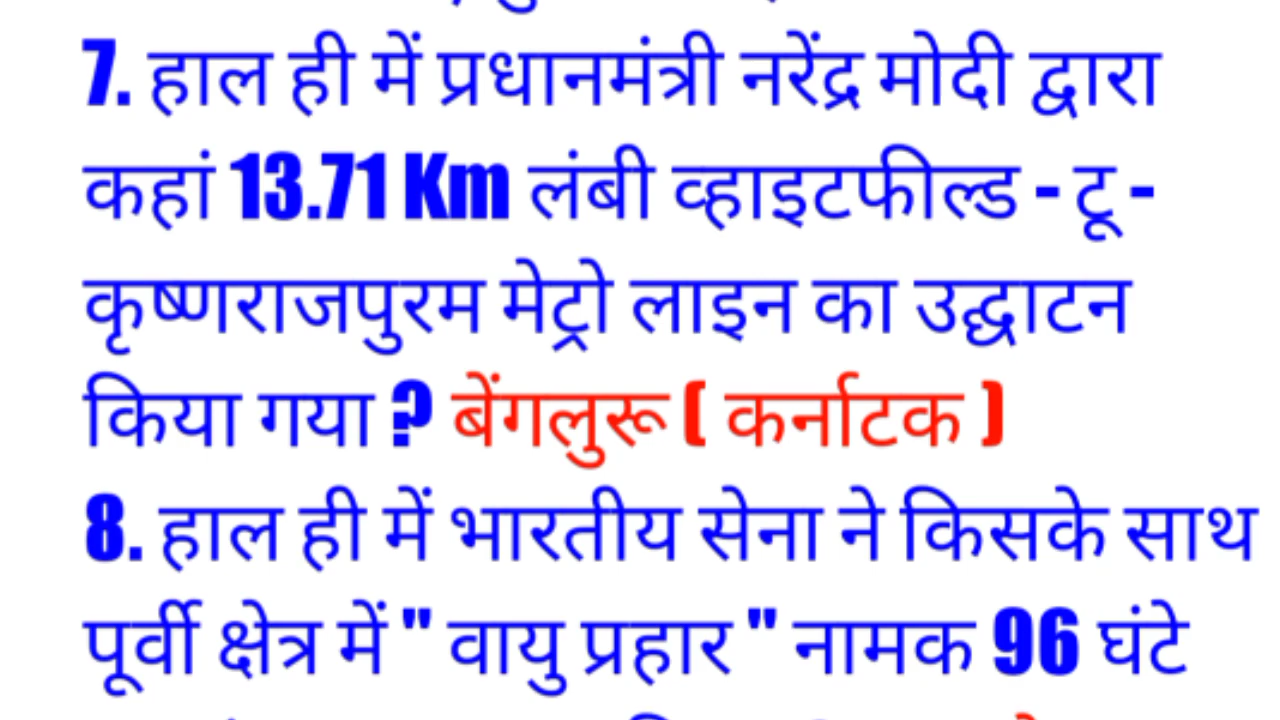 7. हाल ही में प्रधानमंत्री नरेंद्र मोदी द्वारा
कहां 13.71 Km लंबी व्हाइटफील्ड - टू -
कृष्णराजपुरम मेट्रो लाइन का उद्घाटन
किया गया ? बेंगलुरू ( कर्नाटक )
8. हाल ही में भारतीय सेना ने किसके साथ
पूर्वी क्षेत्र में " वायु प्रहार " नामक 96 घंटे